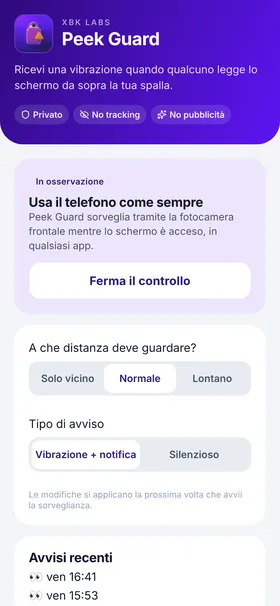 XBK LABS
Peek Guard
Ricevi una vibrazione quando qualcuno legge lo
schermo da sopra la tua spalla.
Privato
No tracking
No pubblicità
In osservazione
Usa il telefono come sempre
Peek Guard sorveglia tramite la fotocamera
frontale mentre lo schermo è acceso, in
qualsiasi app.
Ferma il controllo
A che distanza deve guardare?
Solo vicino
Normale
Lontano
Tipo di avviso
Vibrazione + notifica
Silenzioso
Le modifiche si applicano la prossima volta che avvii
la sorveglianza.
Avvisi recenti
👀 ven 16:41
👀 ven 15:53